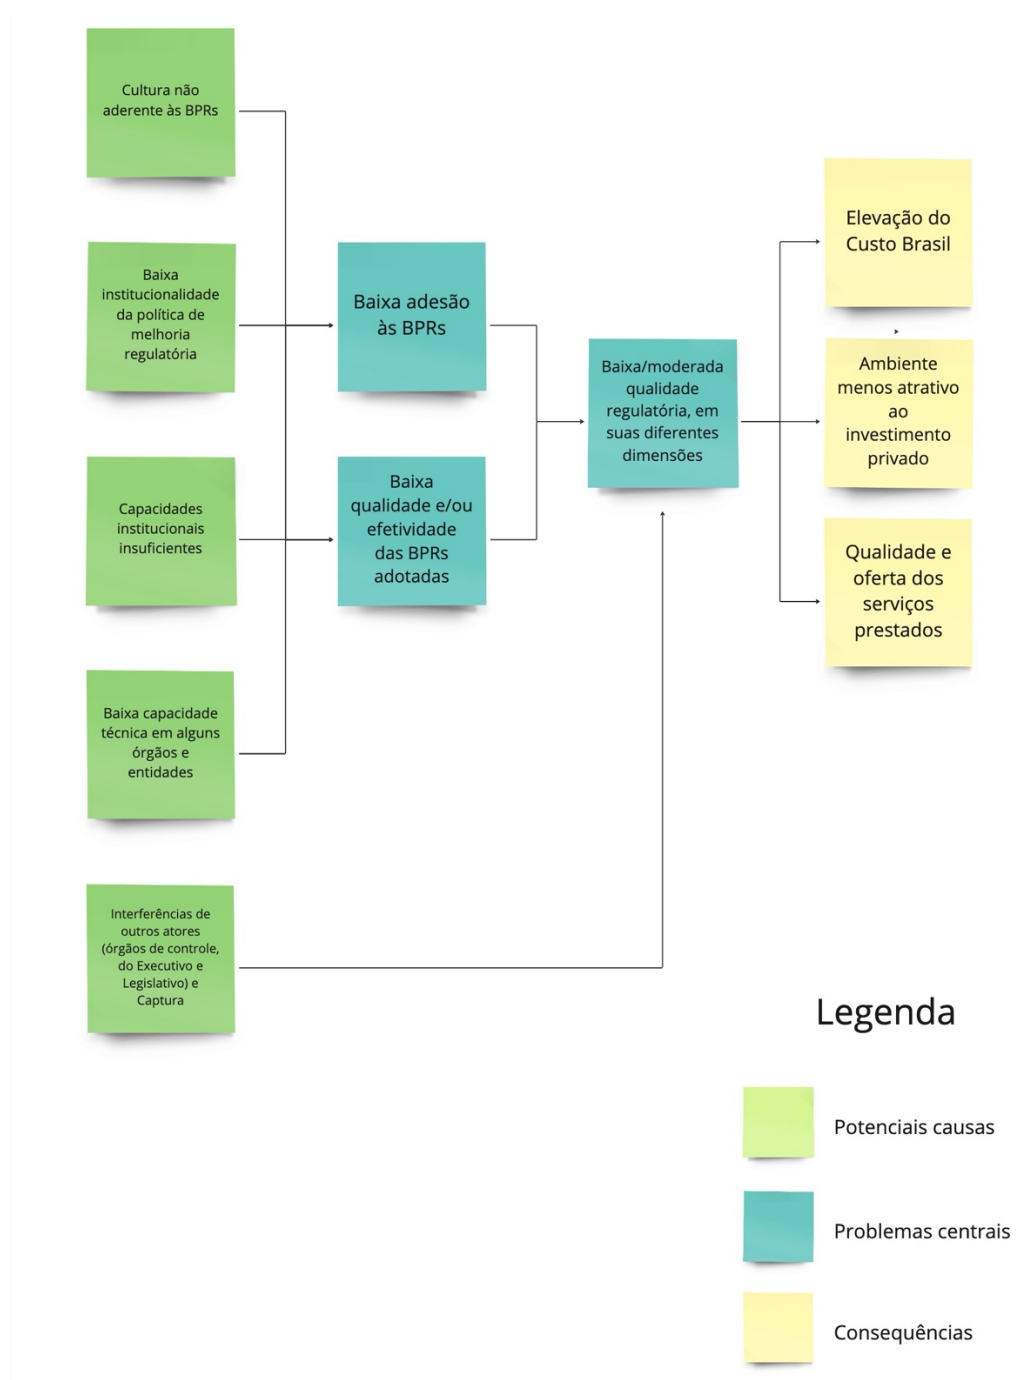 Cultura não
aderente às BPRs
Baixa
institucionalidade
da política de
melhoria
regulatória
Capacidades
institucionais
insuficientes
Baixa capacidade
técnica em alguns
órgãos e
entidades
Interferências de
outros atores
(órgãos de controle,
do Executivo e
Legislativo) e
Captura
Baixa adesão
às BPRs
Baixa
qualidade e/ou
efetividade
das BPRs
adotadas
Baixa/moderada
qualidade
regulatória, em
suas diferentes
dimensões
Elevação do
Custo Brasil
Ambiente
menos atrativo
ao
investimento
privado
Qualidade e
oferta dos
serviços
prestados
Legenda
Potenciais causas
Problemas centrais
Consequências